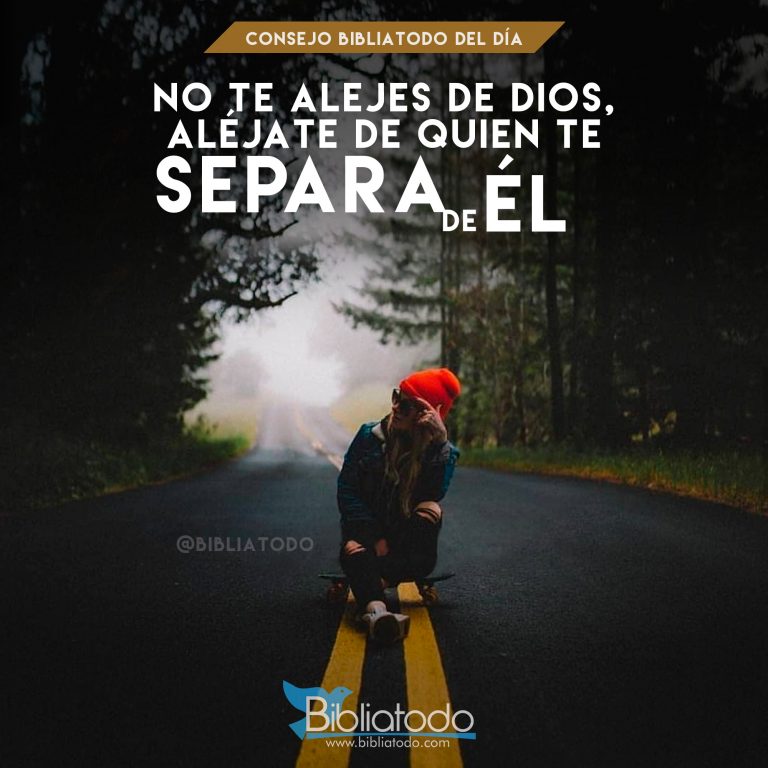 CONSEJO BIBLIATODO DEL DÍA
NO TE ALEJES DE DIOS,
ALÉJATE DE QUIEN TE
SEPARA DE ÉL
@BIBLIATODO
Bibliatodo
www.bibliatodo.com